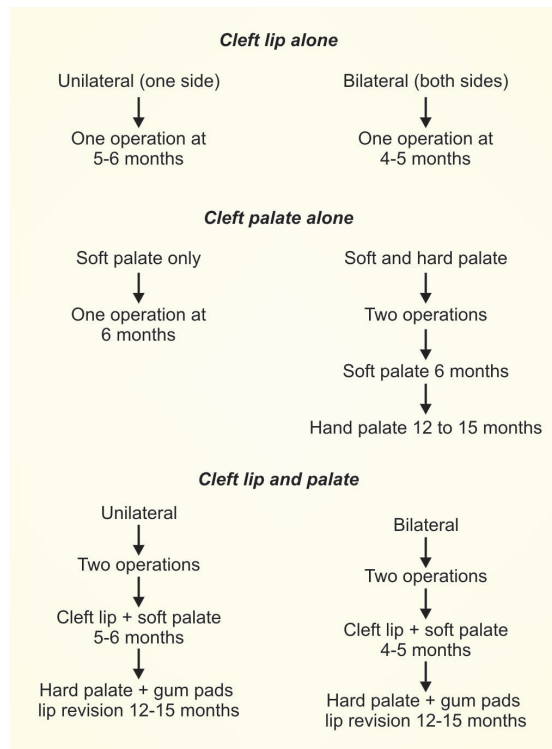 Cleft lip alone
Unilateral (one side)
One operation at
5-6 months
Bilateral (both sides)
One operation at
4-5 months
Cleft palate alone
Soft palate only
One operation at
6 months
Soft and hard palate
Two operations
Soft palate 6 months
Hand palate 12 to 15 months
Cleft lip and palate
Unilateral
Two operations
Cleft lip + soft palate
5-6 months
Hard palate + gum pads
lip revision 12-15 months
Bilateral
Two operations
Cleft lip + soft palate
4-5 months
Hard palate + gum pads
lip revision 12-15 months